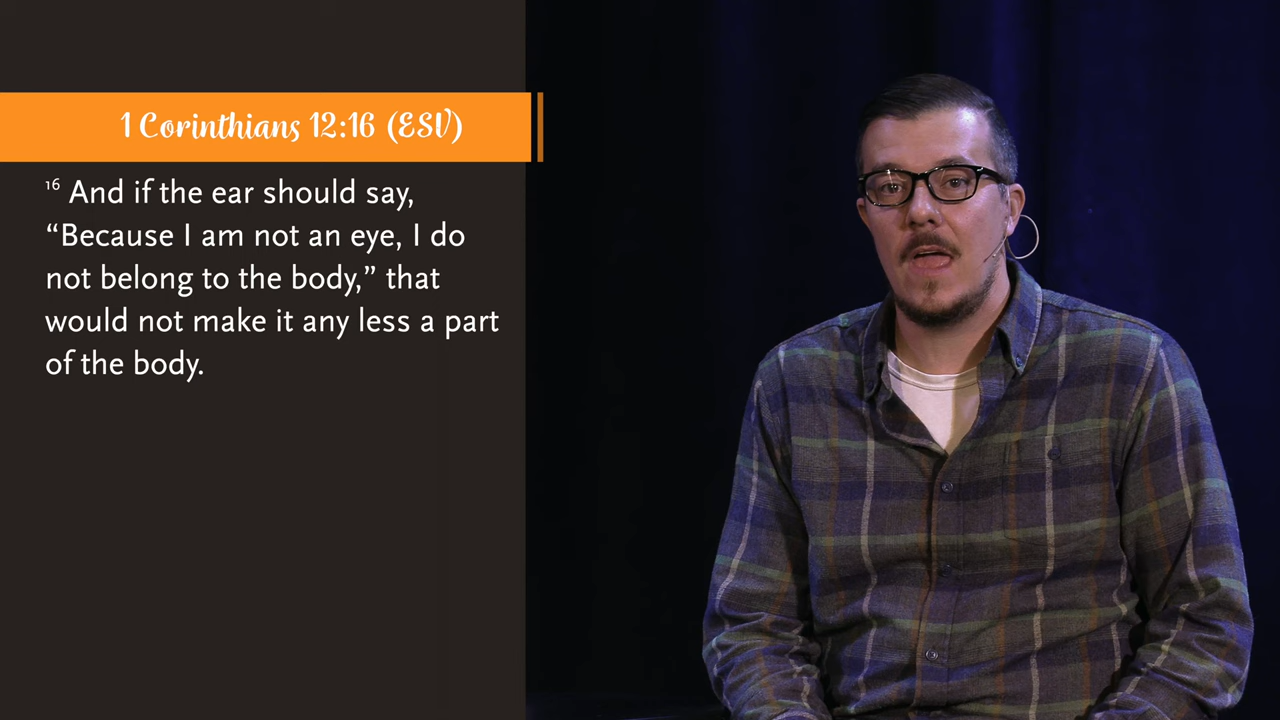 1 Corinthians 12:16 (ESV)
16 And if the ear should say,
“Because I am not an eye, I do
not belong to the body,” that
would not make it any less a part
of the body.